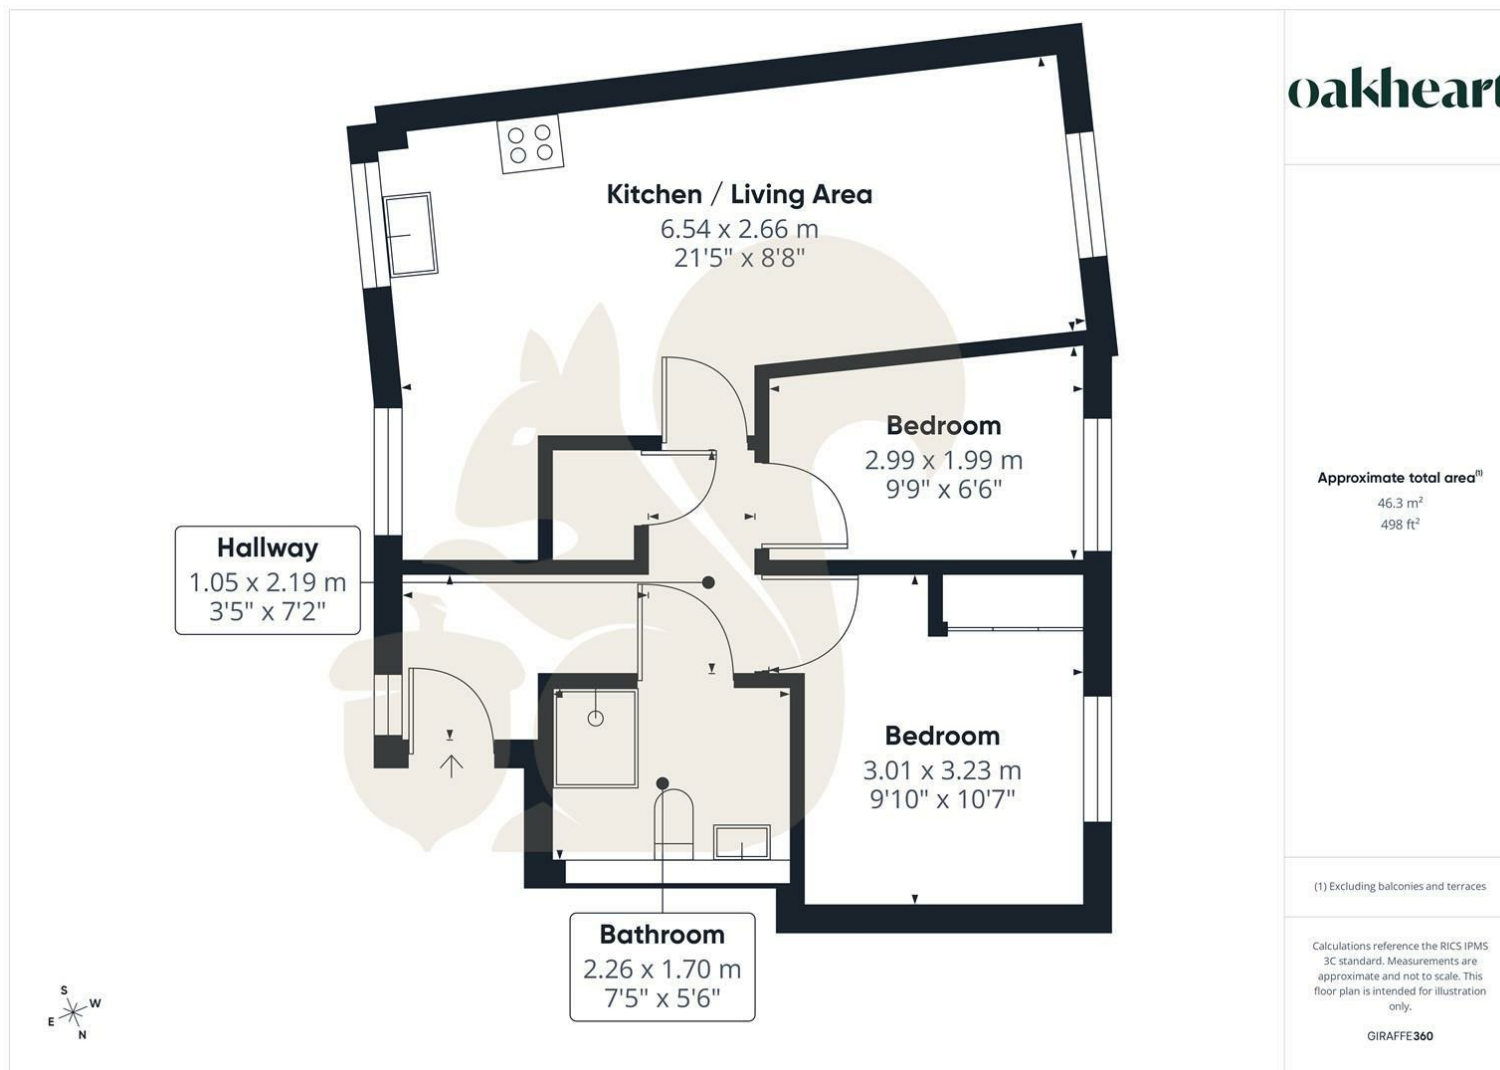 Kitchen / Living Area
6.54 x 2.66 m
21'5" x 8'8"
Bedroom
2.99 x 1.99 m
9'9" x 6'6"
Hallway
1.05 x 2.19 m
3'5" x 7'2"
Bedroom
3.01 x 3.23 m
9'10" x 10'7"
Bathroom
2.26 x 1.70 m
7'5" x 5'6"
S
W
E
N
oakheart
Approximate total area(1)
46.3 m²
498 ft²
(1) Excluding balconies and terraces
Calculations reference the RICS IPMS
3C standard. Measurements are
approximate and not to scale. This
floor plan is intended for illustration
only.
GIRAFFE360